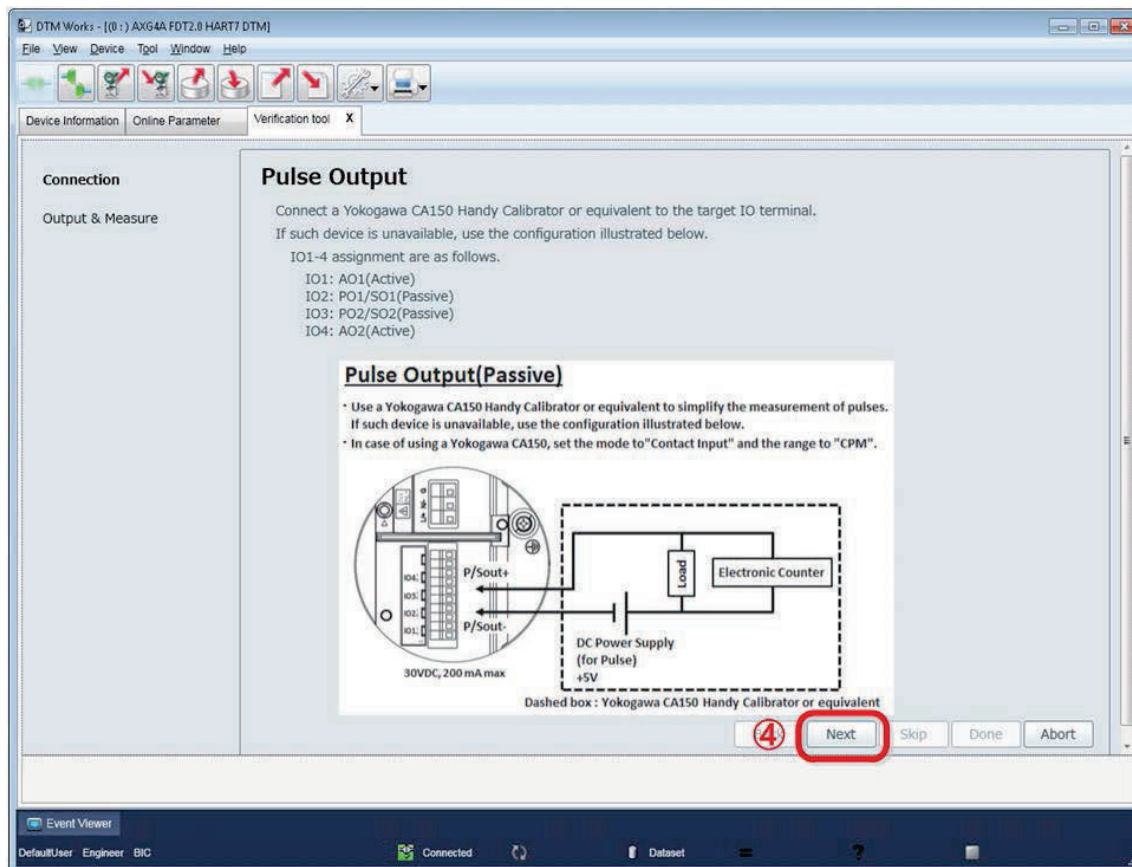 DTM Works - [(0 : ) AXG4A FDT2.0 HART7 DTM]
File View Device Tool Window Help
Device Information Online Parameter Verification tool X
Connection
Output & Measure
Pulse Output
Connect a Yokogawa CA150 Handy Calibrator or equivalent to the target IO terminal.
If such device is unavailable, use the configuration illustrated below.
IO1-4 assignment are as follows.
IO1: AO1(Active)
IO2: PO1/SO1(Passive)
IO3: PO2/SO2(Passive)
IO4: AO2(Active)
Pulse Output(Passive)
・Use a Yokogawa CA150 Handy Calibrator or equivalent to simplify the measurement of pulses.
If such device is unavailable, use the configuration illustrated below.
・In case of using a Yokogawa CA150, set the mode to"Contact Input" and the range to "CPM".
IO4
IO3
IO2
IO1
P/Sout+
P/Sout-
Load
Electronic Counter
DC Power Supply
(for Pulse)
+5V
30VDC, 200 mA max
Dashed box : Yokogawa CA150 Handy Calibrator or equivalent
④ Next Skip Done Abort
Event Viewer
DefaultUser Engineer BIC Connected Dataset = ?